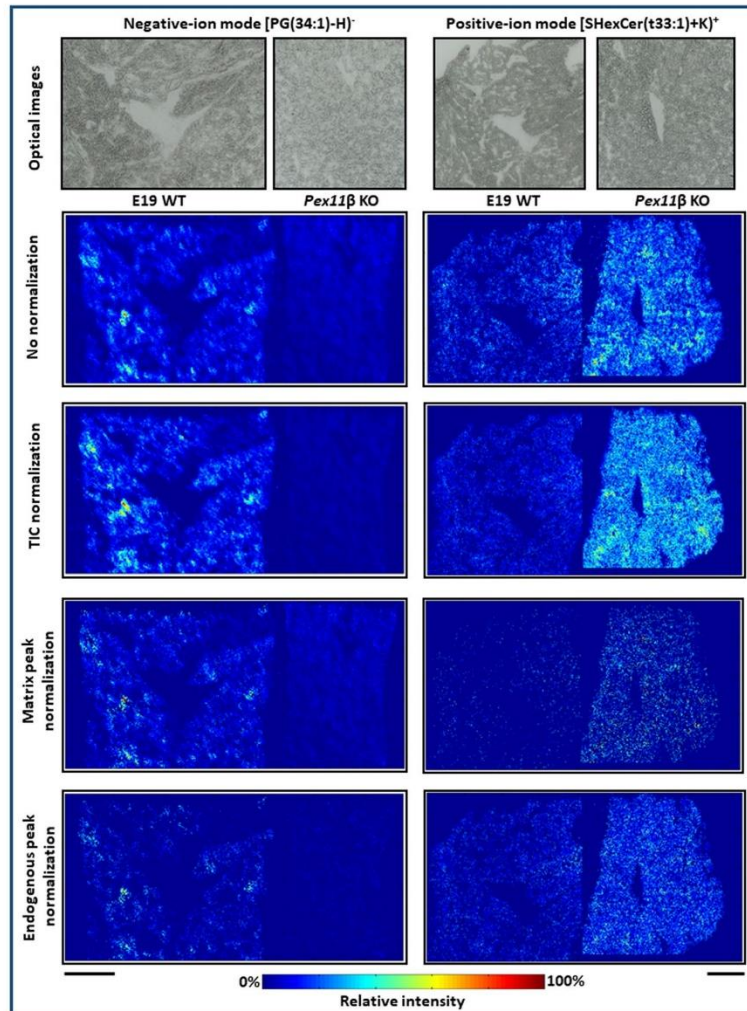 Negative-ion mode [PG(34:1)-H]-
Positive-ion mode [SHexCer(t33:1)+K]+
Optical images
E19 WT
Pex11β KO
E19 WT
Pex11β KO
No normalization
TIC normalization
Matrix peak
normalization
Endogenous peak
normalization
0%
100%
Relative intensity